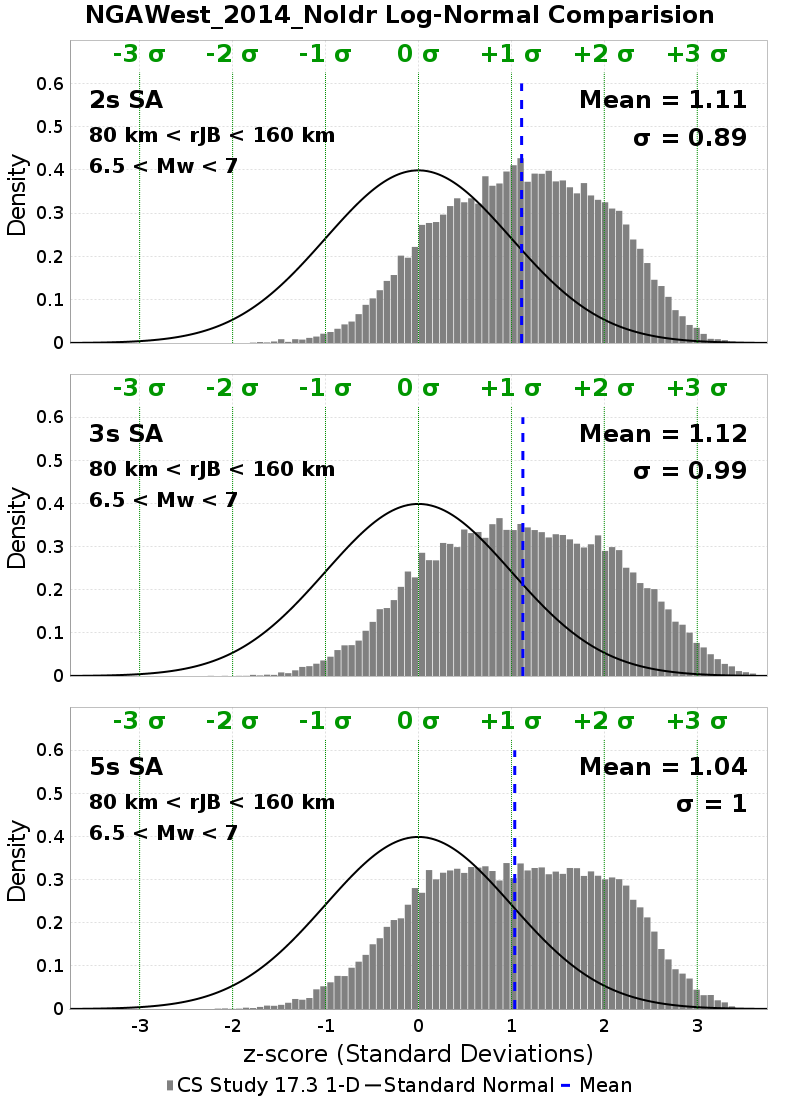 NGAWest_2014_NoIdr Log-Normal Comparision
-3 σ -2 σ -1 σ 0 σ +1 σ +2 σ +3 σ
0.6
2s SA Mean = 1.11
0.5
80 km < rJB < 160 km σ = 0.89
0.4
6.5 < Mw < 7
Density
0.3
0.2
0.1
0
-3 σ -2 σ -1 σ 0 σ +1 σ +2 σ +3 σ
0.6
3s SA Mean = 1.12
0.5
80 km < rJB < 160 km σ = 0.99
0.4
6.5 < Mw < 7
Density
0.3
0.2
0.1
0
-3 σ -2 σ -1 σ 0 σ +1 σ +2 σ +3 σ
0.6
5s SA Mean = 1.04
0.5
80 km < rJB < 160 km σ = 1
0.4
6.5 < Mw < 7
Density
0.3
0.2
0.1
0
-3 -2 -1 0 1 2 3
z-score (Standard Deviations)
CS Study 17.3 1-D Standard Normal Mean